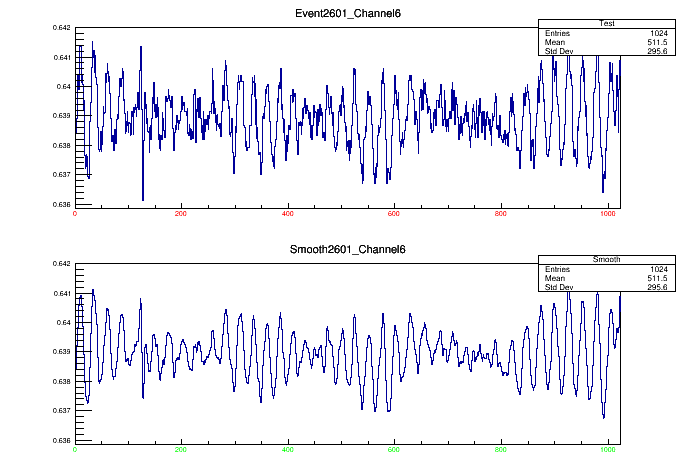 Event2601_Channel6
Test
Entries 1024
Mean 511.5
Std Dev 295.6
0.642
0.641
0.64
0.639
0.638
0.637
0.636
0 200 400 600 800 1000
Smooth2601_Channel6
Smooth
Entries 1024
Mean 511.5
Std Dev 295.6
0.642
0.641
0.64
0.639
0.638
0.637
0.636
0 200 400 600 800 1000